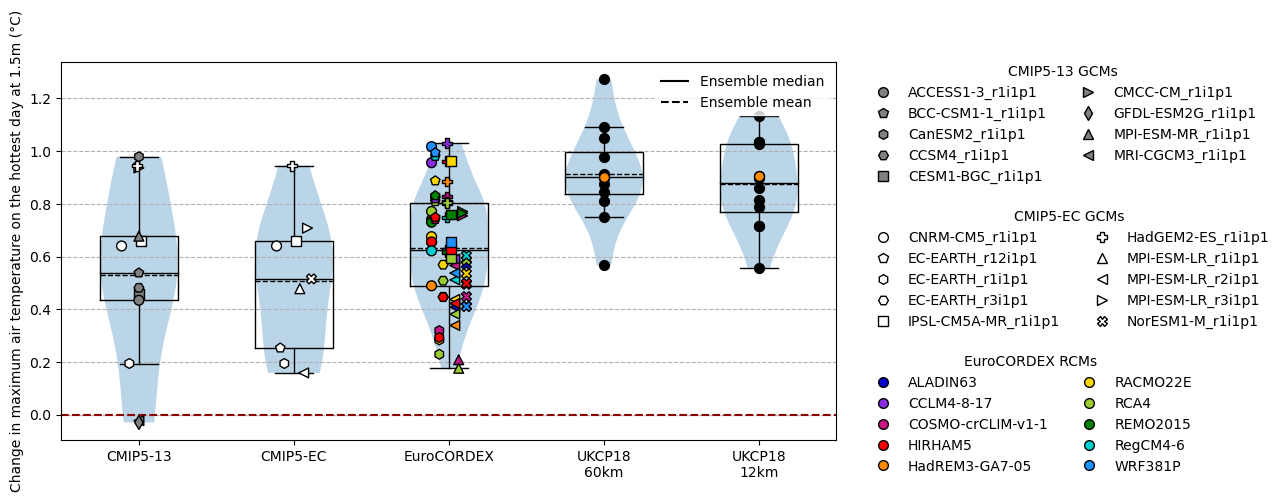 Change in maximum air temperature on the hottest day at 1.5m (°C)
1.2
1.0
0.8
0.6
0.4
0.2
0.0
CMIP5-13
CMIP5-EC
EuroCORDEX
UKCP18
60km
UKCP18
12km
Ensemble median
Ensemble mean
CMIP5-13 GCMs
ACCESS1-3_r1i1p1
BCC-CSM1-1_r1i1p1
CanESM2_r1i1p1
CCSM4_r1i1p1
CESM1-BGC_r1i1p1
CMCC-CM_r1i1p1
GFDL-ESM2G_r1i1p1
MPI-ESM-MR_r1i1p1
MRI-CGCM3_r1i1p1
CMIP5-EC GCMs
CNRM-CM5_r1i1p1
EC-EARTH_r12i1p1
EC-EARTH_r1i1p1
EC-EARTH_r3i1p1
IPSL-CM5A-MR_r1i1p1
HadGEM2-ES_r1i1p1
MPI-ESM-LR_r1i1p1
MPI-ESM-LR_r2i1p1
MPI-ESM-LR_r3i1p1
NorESM1-M_r1i1p1
EuroCORDEX RCMs
ALADIN63
CCLM4-8-17
COSMO-crCLIM-v1-1
HIRHAM5
HadREM3-GA7-05
RACMO22E
RCA4
REMO2015
RegCM4-6
WRF381P